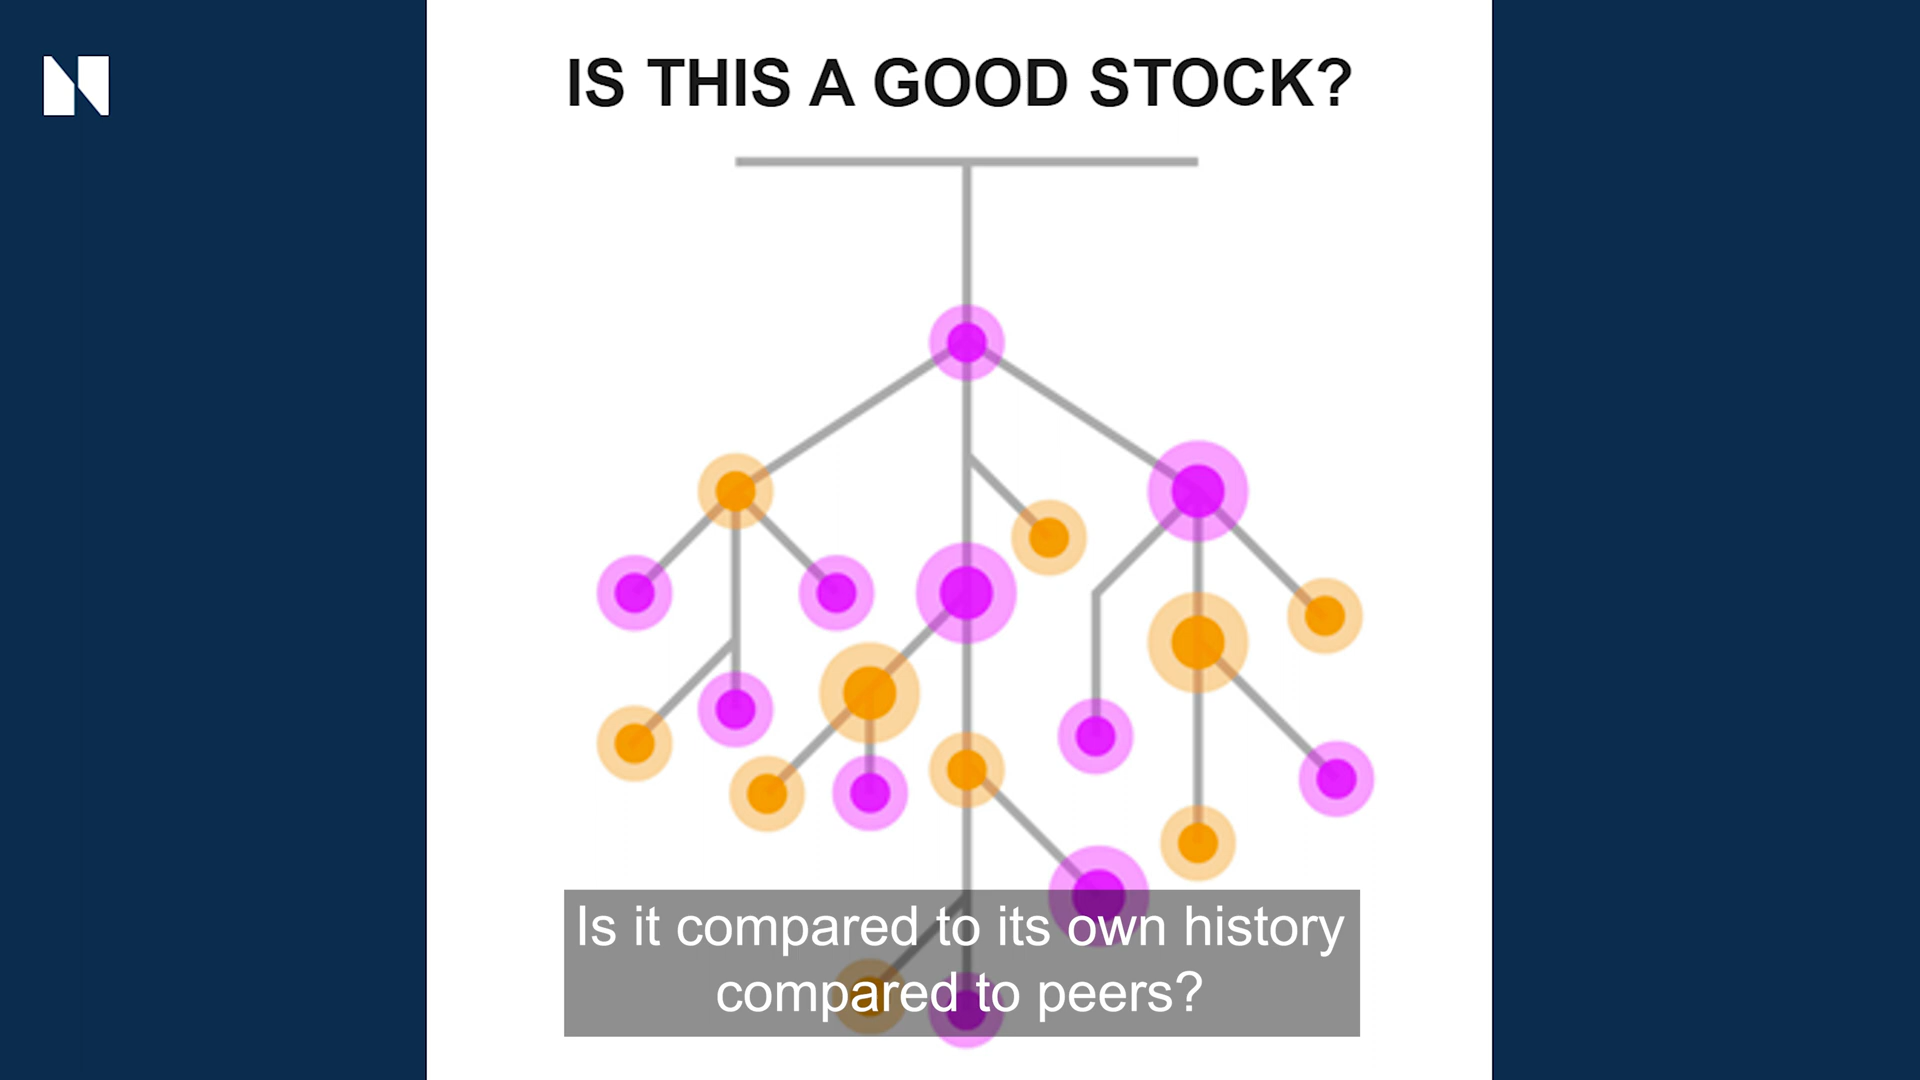 IS THIS A GOOD STOCK?
Is it compared to its own history
compared to peers?